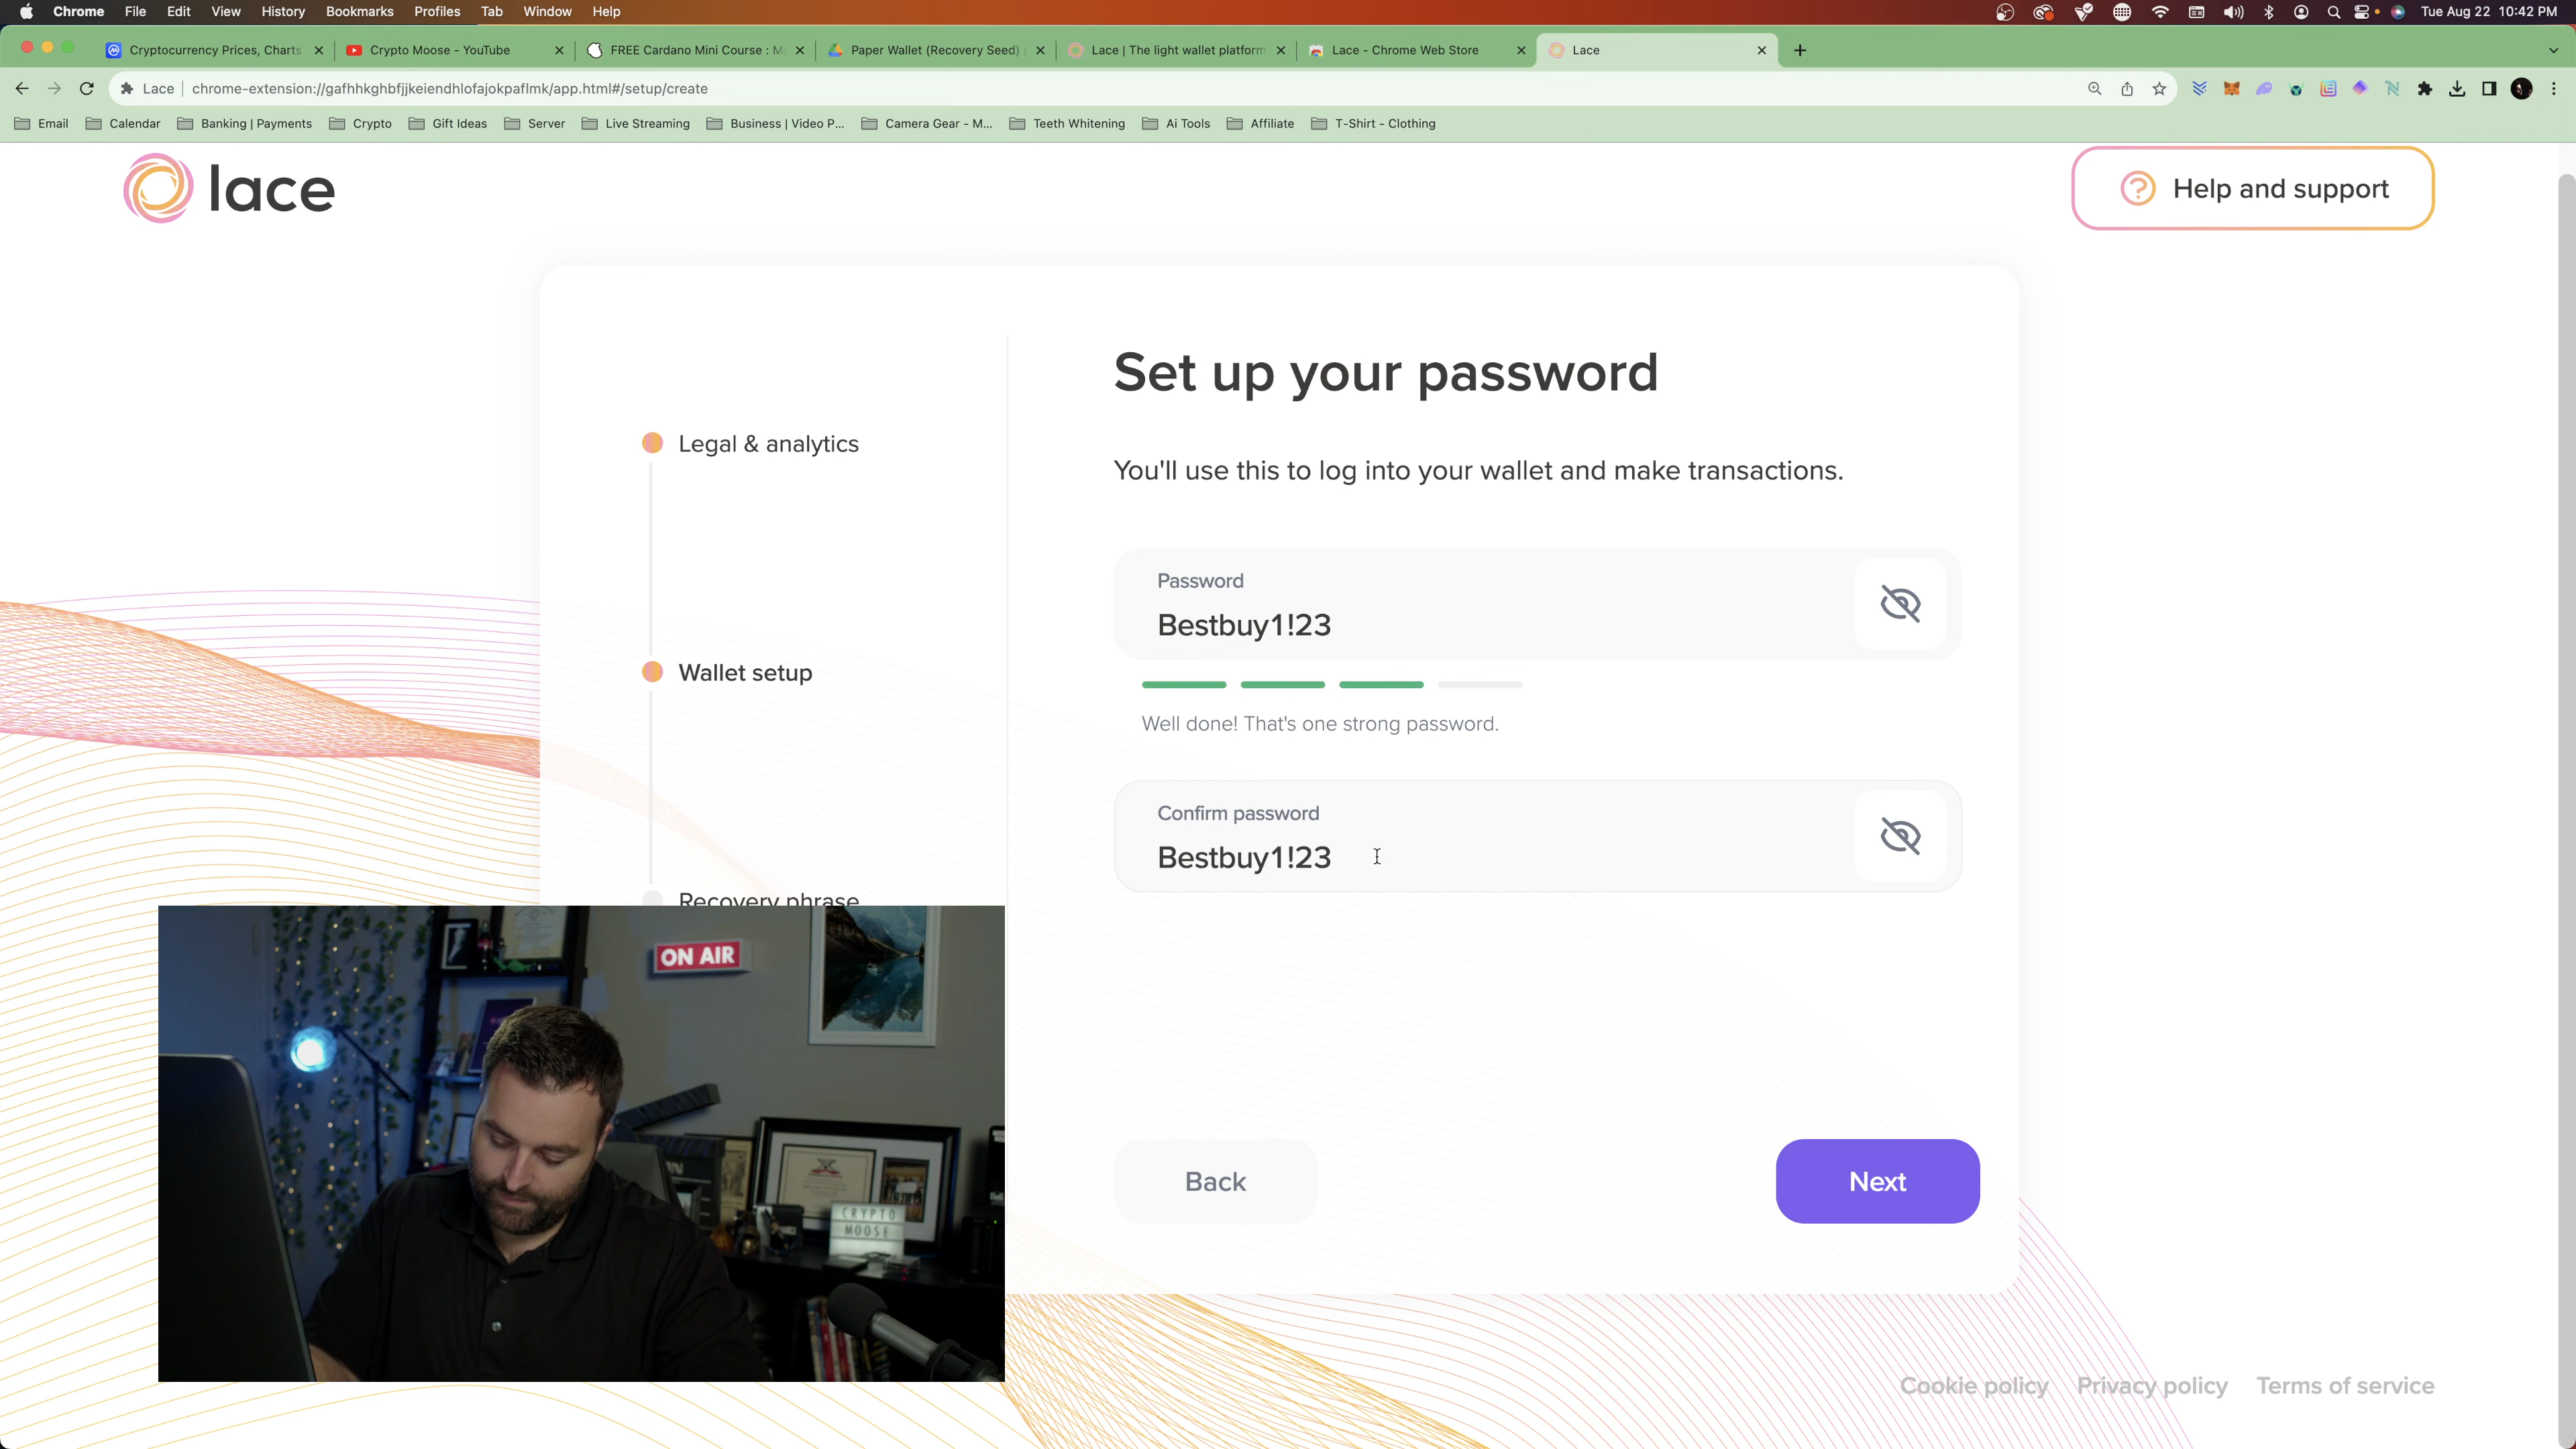 Chrome File Edit View History Bookmarks Profiles Tab Window Help Tue Aug 22 10:42 PM
Cryptocurrency Prices, Charts Crypto Moose - YouTube FREE Cardano Mini Course : M Paper Wallet (Recovery Seed) Lace | The light wallet platform Lace - Chrome Web Store Lace
Lace chrome-extension://gafhhkghbfjjkeiendhlofajokpaflmk/app.html#/setup/create
Email Calendar Banking | Payments Crypto Gift Ideas Server Live Streaming Business | Video P... Camera Gear - M... Teeth Whitening Ai Tools Affiliate T-Shirt - Clothing
lace
Help and support
Legal & analytics
Wallet setup
Recovery phrase
Set up your password
You'll use this to log into your wallet and make transactions.
Password
Bestbuy1!23
Well done! That's one strong password.
Confirm password
Bestbuy1!23
Back
Next
ON AIR
CRYPTO
MOOSE
Cookie policy Privacy policy Terms of service